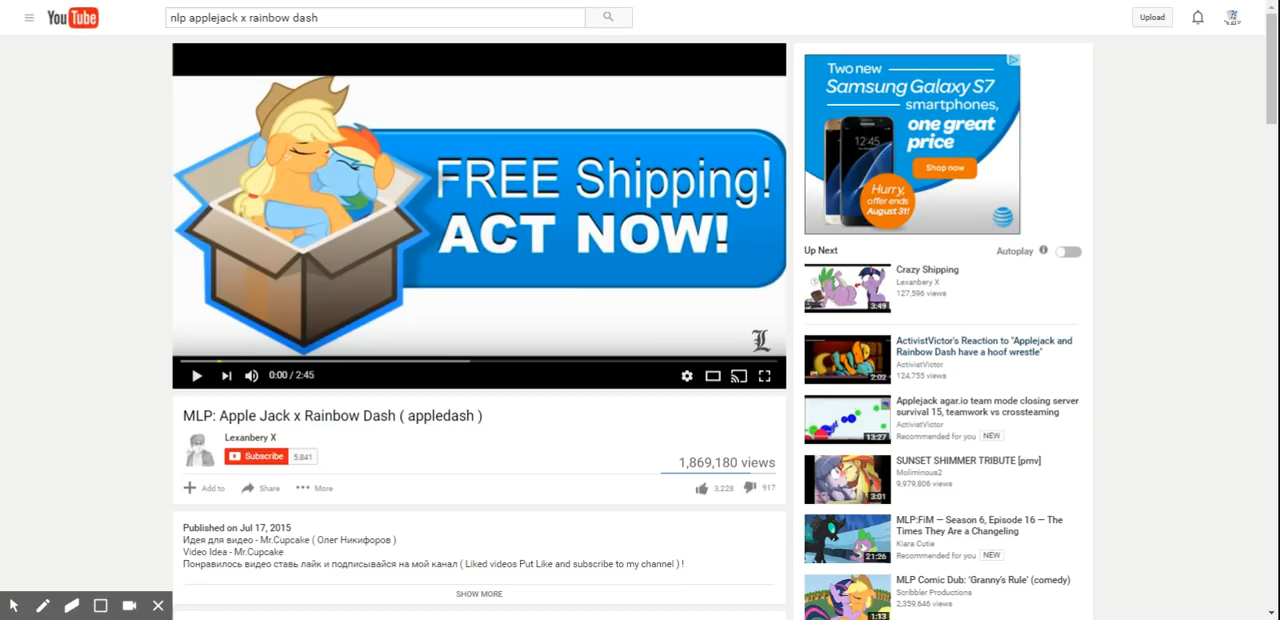 YouTube
nlp applejack x rainbow dash
Upload
FREE Shipping!
ACT NOW!
L
0:00 / 2:45
MLP: Apple Jack x Rainbow Dash ( appledash )
Lexanbery X
Subscribe 5,841
1,869,180 views
Add to Share More
3,228 917
Published on Jul 17, 2015
Идея для видео - Mr.Cupcake ( Олег Никифоров )
Video Idea - Mr.Cupcake
Понравилось видео ставь лайк и подписывайся на мой канал ( Liked videos Put Like and subscribe to my channel ) !
SHOW MORE
Two new
Samsung Galaxy S7
smartphones,
one great
price
12:45
Shop now
Hurry,
offer ends
August 31!
AT&T
Up Next Autoplay
Crazy Shipping
Lexanbery X
127,596 views
3:49
ActivistVictor's Reaction to "Applejack and
Rainbow Dash have a hoof wrestle"
ActivistVictor
124,755 views
2:02
Applejack agar.io team mode closing server
survival 15, teamwork vs crossteaming
ActivistVictor
Recommended for you NEW
13:27
SUNSET SHIMMER TRIBUTE [pmv]
Moliminous2
9,979,806 views
3:01
MLP:FiM — Season 6, Episode 16 — The
Times They Are a Changeling
Kiara Cutie
Recommended for you NEW
21:26
MLP Comic Dub: 'Granny's Rule' (comedy)
Scribbler Productions
2,359,646 views
1:13